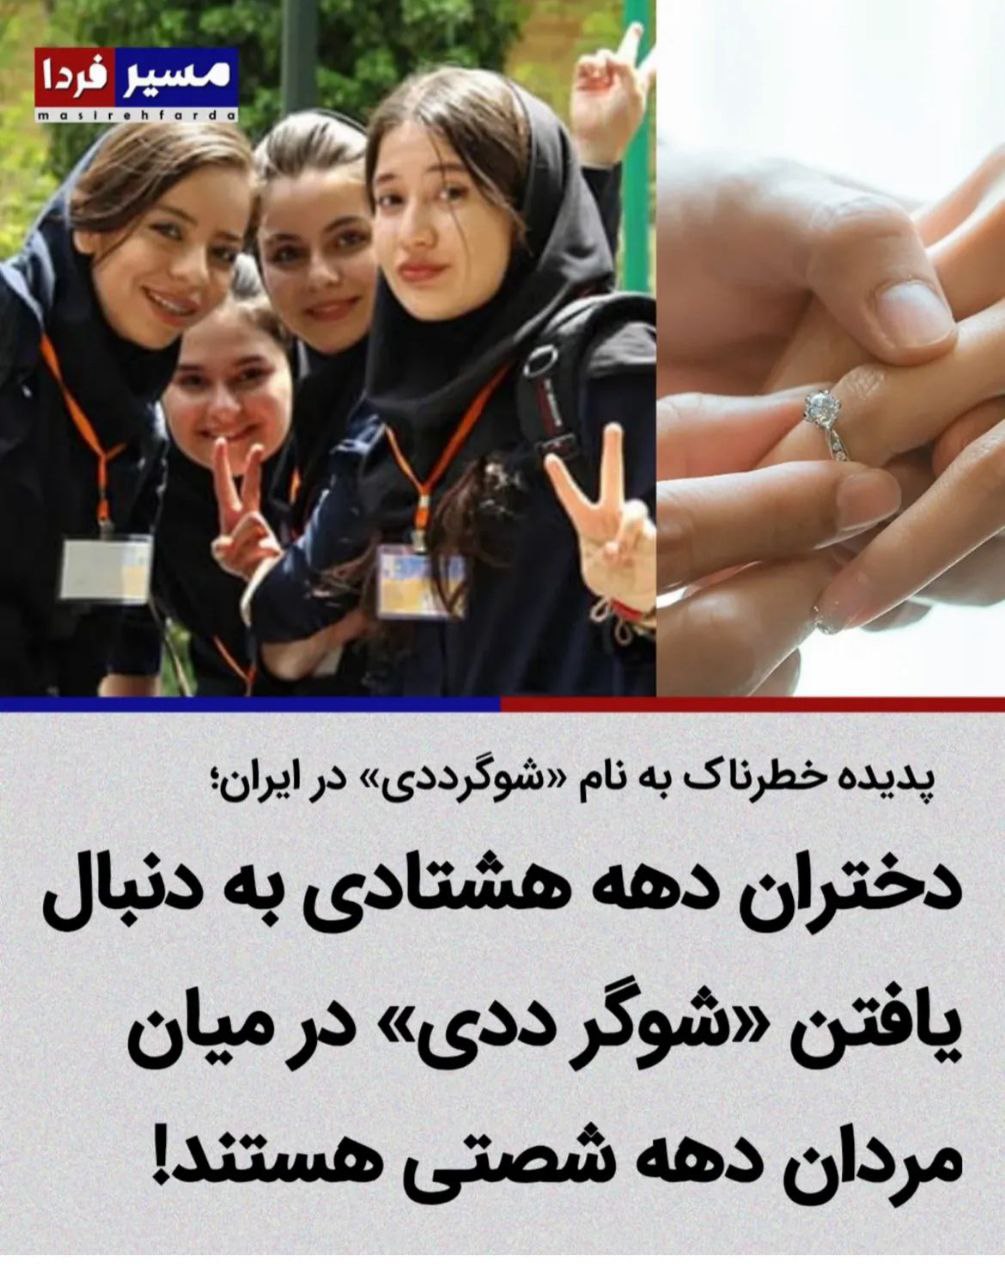 مسیر فردا
masirehfarda
پدیده خطرناک به نام «شوگرددی» در ایران؛
دختران دهه هشتادی به دنبال
یافتن «شوگر ددی» در میان
مردان دهه شصتی هستند!